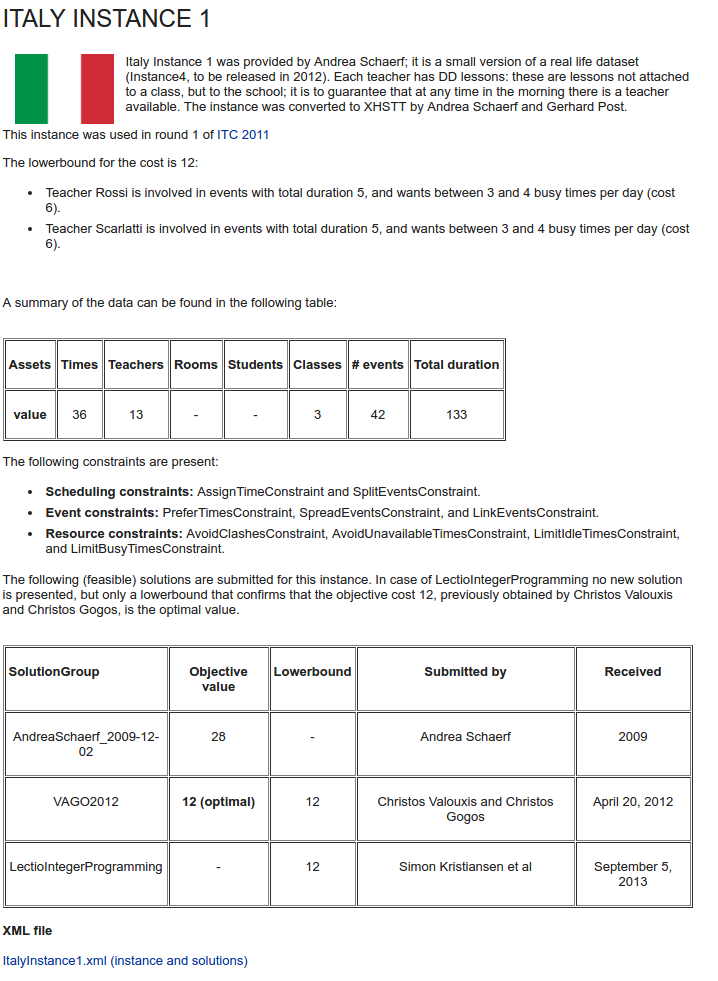 ITALY INSTANCE 1
Italy Instance 1 was provided by Andrea Schaerf; it is a small version of a real life dataset
(Instance4, to be released in 2012). Each teacher has DD lessons: these are lessons not attached
to a class, but to the school; it is to guarantee that at any time in the morning there is a teacher
available. The instance was converted to XHSTT by Andrea Schaerf and Gerhard Post.
This instance was used in round 1 of ITC 2011
The lowerbound for the cost is 12:
• Teacher Rossi is involved in events with total duration 5, and wants between 3 and 4 busy times per day (cost
6).
• Teacher Scarlatti is involved in events with total duration 5, and wants between 3 and 4 busy times per day (cost
6).
A summary of the data can be found in the following table:
Assets Times Teachers Rooms Students Classes # events Total duration
value 36 13 - - 3 42 133
The following constraints are present:
• Scheduling constraints: AssignTimeConstraint and SplitEventsConstraint.
• Event constraints: PreferTimesConstraint, SpreadEventsConstraint, and LinkEventsConstraint.
• Resource constraints: AvoidClashesConstraint, AvoidUnavailableTimesConstraint, LimitIdleTimesConstraint,
and LimitBusyTimesConstraint.
The following (feasible) solutions are submitted for this instance. In case of LectioIntegerProgramming no new solution
is presented, but only a lowerbound that confirms that the objective cost 12, previously obtained by Christos Valouxis
and Christos Gogos, is the optimal value.
SolutionGroup Objective Lowerbound Submitted by Received
value
AndreaSchaerf_2009-12- 28 - Andrea Schaerf 2009
02
VAGO2012 12 (optimal) 12 Christos Valouxis and Christos April 20, 2012
Gogos
LectioIntegerProgramming - 12 Simon Kristiansen et al September 5,
2013
XML file
ItalyInstance1.xml (instance and solutions)